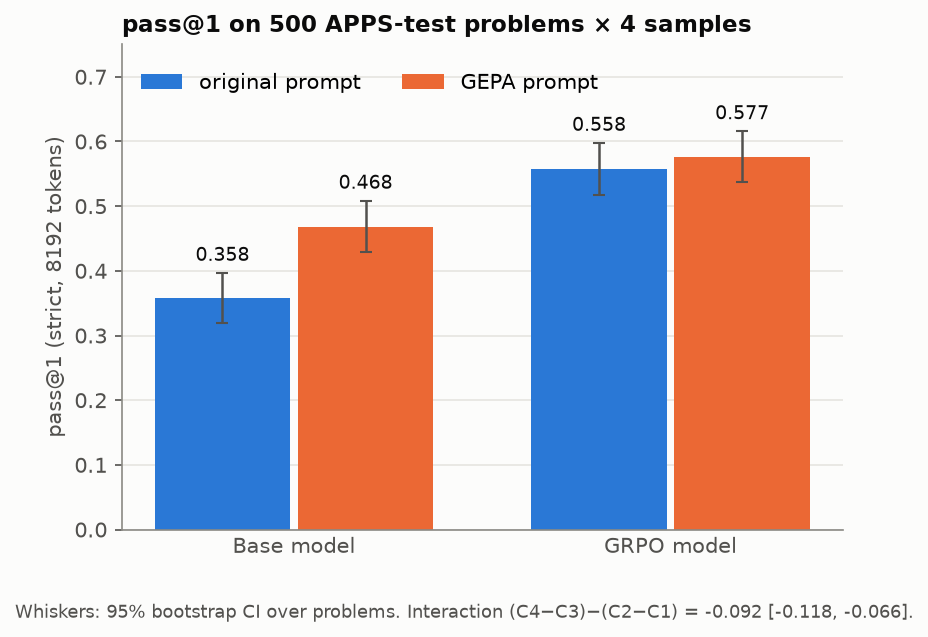 pass@1 on 500 APPS-test problems × 4 samples
original prompt
GEPA prompt
pass@1 (strict, 8192 tokens)
0.7
0.6
0.5
0.4
0.3
0.2
0.1
0.0
0.358
0.468
0.558
0.577
Base model
GRPO model
Whiskers: 95% bootstrap CI over problems. Interaction (C4−C3)−(C2−C1) = -0.092 [-0.118, -0.066].